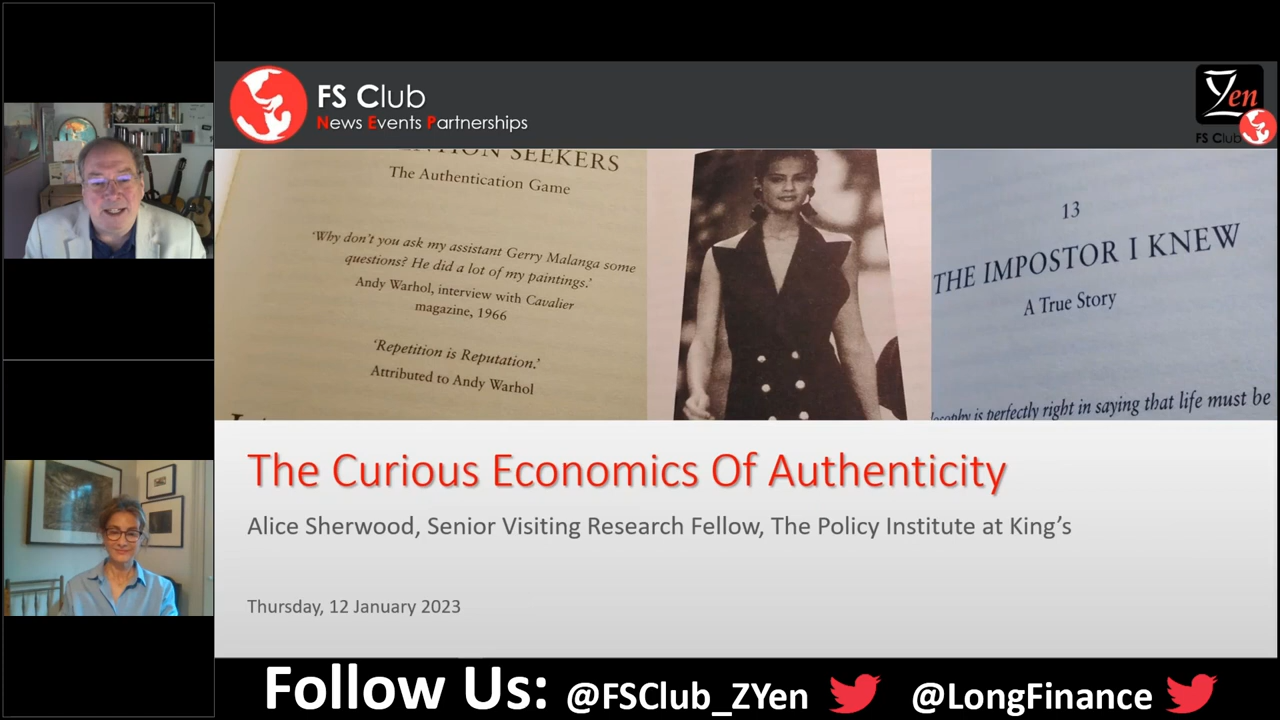 FS Club
News Events Partnerships
Zen
FS Club
NTION SEEKERS
The Authentication Game
‘Why don’t you ask my assistant Gerry Malanga some
questions? He did a lot of my paintings.’
Andy Warhol, interview with Cavalier
magazine, 1966
‘Repetition is Reputation.’
Attributed to Andy Warhol
13
THE IMPOSTOR I KNEW
A True Story
is perfectly right in saying that life must be
The Curious Economics Of Authenticity
Alice Sherwood, Senior Visiting Research Fellow, The Policy Institute at King’s
Thursday, 12 January 2023
Follow Us: @FSClub_ZYen @LongFinance